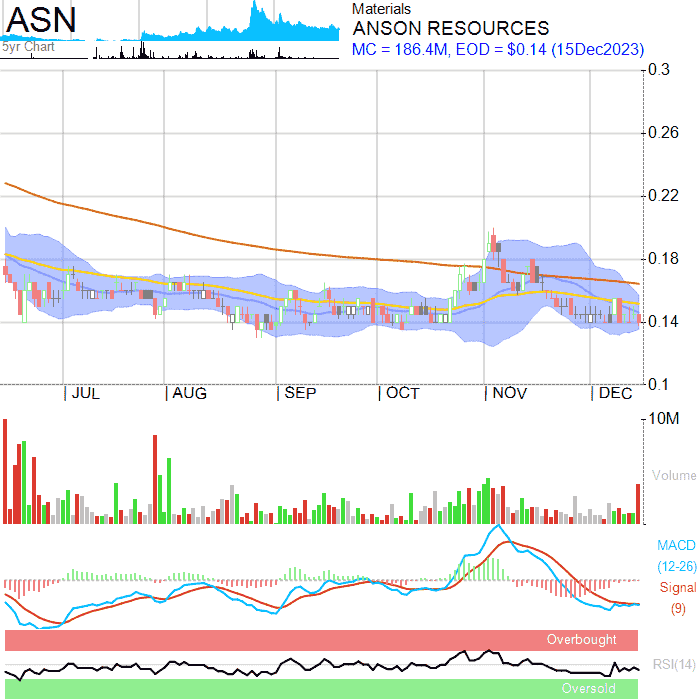 ASN
5yr Chart
Materials
ANSON RESOURCES
MC = 186.4M, EOD = $0.14 (15Dec2023)
0.3
0.26
0.22
0.18
0.14
0.1
JUL AUG SEP OCT NOV DEC
10M
Volume
MACD
(12-26)
Signal
(9)
Overbought
RSI(14)
Oversold